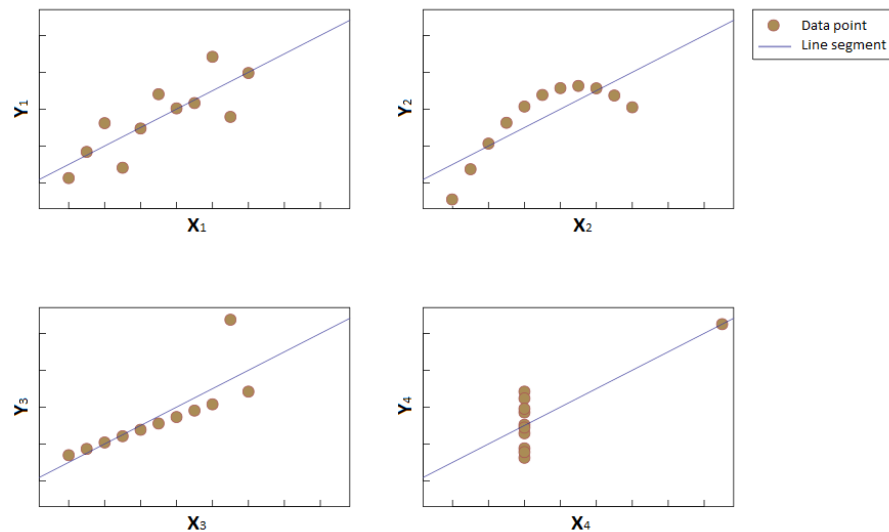 Y1
X1
Y2
X2
Data point
Line segment
Y3
X3
Y4
X4